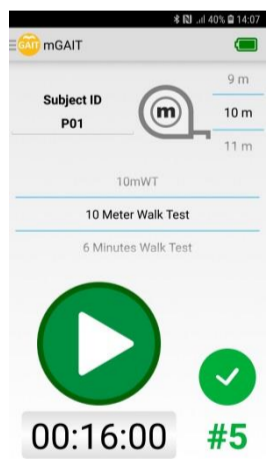 40% 14:07
GAIT mGAIT
9 m
Subject ID
m
10 m
P01
11 m
10mWT
10 Meter Walk Test
6 Minutes Walk Test
00:16:00
#5